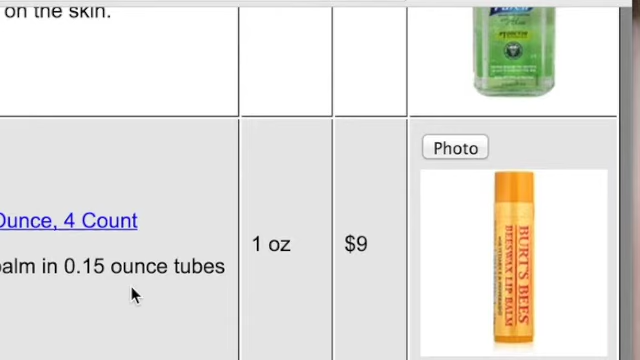 on the skin.
Photo
Ounce, 4 Count
balm in 0.15 ounce tubes
1 oz
$9
BURT'S BEES
BEESWAX LIP BALM